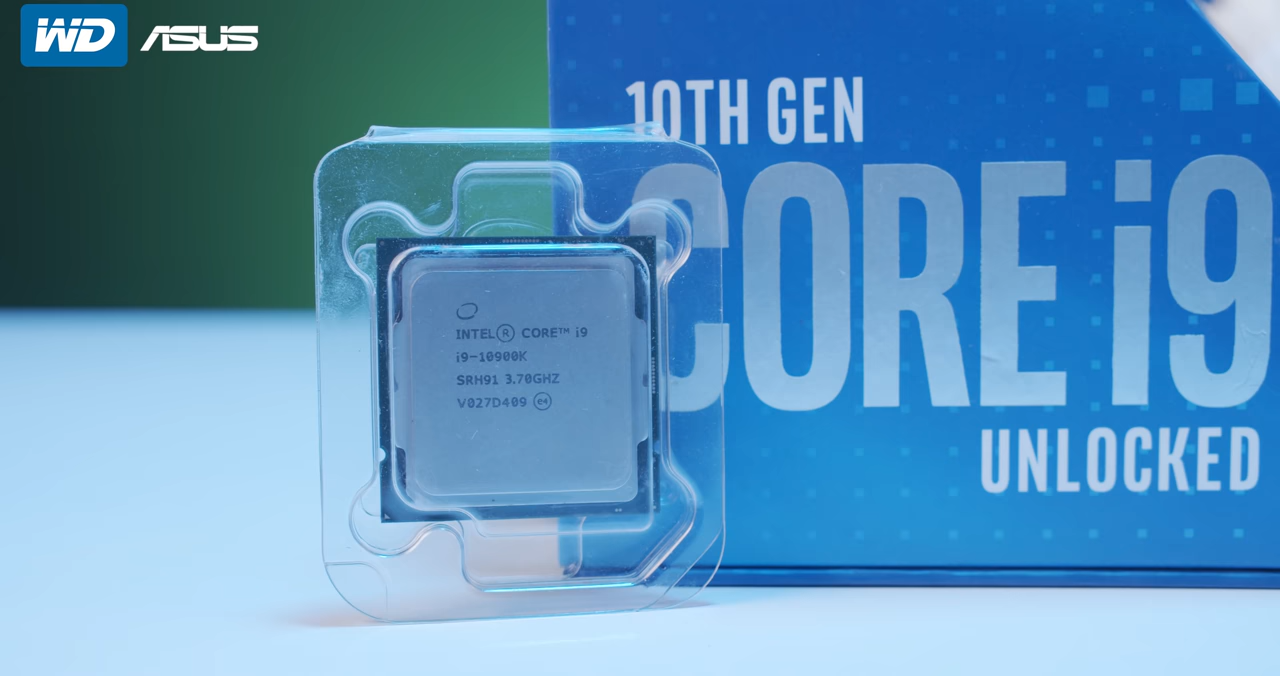 WD ASUS
10TH GEN
CORE i9
UNLOCKED
INTEL® CORE™ i9
i9-10900K
SRH91 3.70GHZ
V027D409 e4